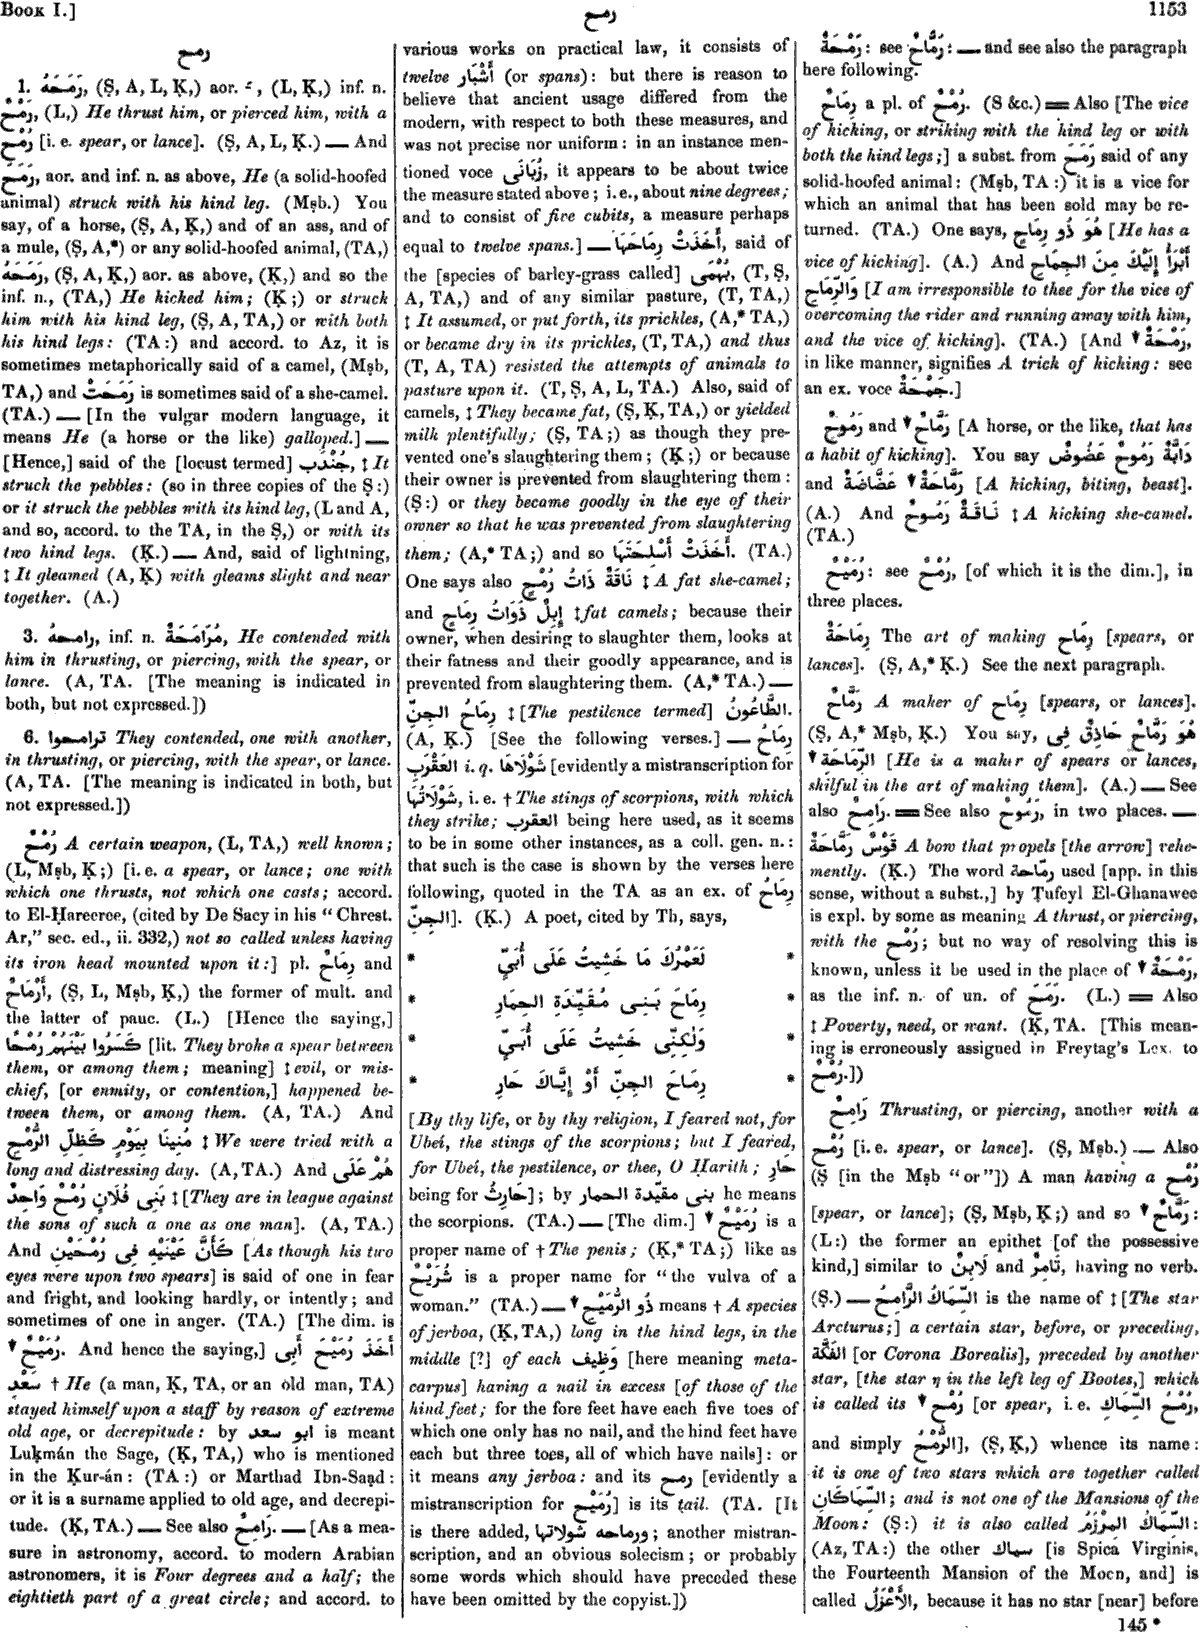 BOOK I.]
رمح
1153
رمح
1. رَمَحَهُ, (Ṣ, A, L, Ḳ,) aor. ـَ, (L, Ḳ,) inf. n.
رَمْحٌ, (L,) He thrust him, or pierced him, with a
رُمْح [i. e. spear, or lance]. (Ṣ, A, L, Ḳ.) — And
رَمَحَ, aor. and inf. n. as above, He (a solid-hoofed
animal) struck with his hind leg. (Mṣb.) You
say, of a horse, (Ṣ, A, Ḳ,) and of an ass, and of
a mule, (Ṣ, A,*) or any solid-hoofed animal, (TA,)
رَمَحَهُ, (Ṣ, A, Ḳ,) aor. as above, (Ḳ,) and so the
inf. n., (TA,) He kicked him; (Ḳ;) or struck
him with his hind leg, (Ṣ, A, TA,) or with both
his hind legs: (TA:) and accord. to Az, it is
sometimes metaphorically said of a camel, (Mṣb,
TA,) and رَمَحَتْ is sometimes said of a she-camel.
(TA.) — [In the vulgar modern language, it
means He (a horse or the like) galloped.] —
[Hence,] said of the [locust termed] جُنْدُب, ‡ It
struck the pebbles: (so in three copies of the Ṣ:)
or it struck the pebbles with its hind leg, (L and A,
and so, accord. to the TA, in the Ṣ,) or with its
two hind legs. (Ḳ.) — And, said of lightning,
‡ It gleamed (A, Ḳ) with gleams slight and near
together. (A.)
3. رامحهُ, inf. n. مُرَامَحَةٌ, He contended with
him in thrusting, or piercing, with the spear, or
lance. (A, TA. [The meaning is indicated in
both, but not expressed.])
6. ترامحوا They contended, one with another,
in thrusting, or piercing, with the spear, or lance.
(A, TA. [The meaning is indicated in both, but
not expressed.])
رُمْحٌ A certain weapon, (L, TA,) well known;
(L, Mṣb, Ḳ;) [i. e. a spear, or lance; one with
which one thrusts, not which one casts; accord.
to El-Ḥareeree, (cited by De Sacy in his “Chrest.
Ar,” sec. ed., ii. 332,) not so called unless having
its iron head mounted upon it:] pl. رِمَاحٌ and
أَرْمَاحٌ, (Ṣ, L, Mṣb, Ḳ,) the former of mult. and
the latter of pauc. (L.) [Hence the saying,]
كَسَرُوا بَيْنَهُمْ رُمْحًا [lit. They broke a spear between
them, or among them; meaning] ‡ evil, or mis-
chief, [or enmity, or contention,] happened be-
tween them, or among them. (A, TA.) And
مُنِينَا بِيَوْمٍ كَظِلِّ الرُّمْحِ ‡ We were tried with a
long and distressing day. (A, TA.) And هُمْ عَلَى
بَنِى فُلَانٍ رُمْحٌ وَاحِدٌ ‡ [They are in league against
the sons of such a one as one man]. (A, TA.)
And كَأَنَّ عَيْنَيْهِ فِى رُمْحَيْنِ [As though his two
eyes were upon two spears] is said of one in fear
and fright, and looking hardly, or intently; and
sometimes of one in anger. (TA.) [The dim. is
▾ رُمَيْحٌ. And hence the saying,] أَخَذَ رُمَيْحَ أَبِى
سَعْدٍ † He (a man, Ḳ, TA, or an old man, TA)
stayed himself upon a staff by reason of extreme
old age, or decrepitude: by ابو سعد is meant
Luḳmán the Sage, (Ḳ, TA,) who is mentioned
in the Ḳur-án: (TA:) or Marthad Ibn-Saạd:
or it is a surname applied to old age, and decrepi-
tude. (Ḳ, TA.) — See also رَامِحٌ. — [As a mea-
sure in astronomy, accord. to modern Arabian
astronomers, it is Four degrees and a half; the
eightieth part of a great circle; and accord. to
various works on practical law, it consists of
twelve أَشْبَار (or spans): but there is reason to
believe that ancient usage differed from the
modern, with respect to both these measures, and
was not precise nor uniform: in an instance men-
tioned voce زُبَانَى, it appears to be about twice
the measure stated above; i. e., about nine degrees;
and to consist of five cubits, a measure perhaps
equal to twelve spans.] — أَخَذَتْ رِمَاحَهَا, said of
the [species of barley-grass called] بُهْمَى, (T, Ṣ,
A, TA,) and of any similar pasture, (T, TA,)
‡ It assumed, or put forth, its prickles, (A,* TA,)
or became dry in its prickles, (T, TA,) and thus
(T, A, TA) resisted the attempts of animals to
pasture upon it. (T, Ṣ, A, L, TA.) Also, said of
camels, ‡ They became fat, (Ṣ, Ḳ, TA,) or yielded
milk plentifully; (Ṣ, TA;) as though they pre-
vented one's slaughtering them; (Ḳ;) or because
their owner is prevented from slaughtering them:
(Ṣ:) or they became goodly in the eye of their
owner so that he was prevented from slaughtering
them; (A,* TA;) and so أَخَذَتْ أَسْلِحَتَهَا. (TA.)
One says also نَاقَةٌ ذَاتُ رُمْحٍ ‡ A fat she-camel;
and إِبِلٌ ذَوَاتُ رِمَاحٍ ‡ fat camels; because their
owner, when desiring to slaughter them, looks at
their fatness and their goodly appearance, and is
prevented from slaughtering them. (A,* TA.) —
رِمَاحُ الجِنِّ ‡ [The pestilence termed] الطَّاعُونُ.
(A, Ḳ.) [See the following verses.] — رِمَاحُ
العَقْرَبِ i. q. شَوْلَاهَا [evidently a mistranscription for
شَوْلَاتُهَا, i. e. † The stings of scorpions, with which
they strike; العقرب being here used, as it seems
to be in some other instances, as a coll. gen. n.:
that such is the case is shown by the verses here
following, quoted in the TA as an ex. of رِمَاحُ
الجِنِّ]. (Ḳ.) A poet, cited by Th, says,
* لَعَمْرُكَ مَا خَشِيتُ عَلَى أُبَيٍّ *
* رِمَاحَ بَنِى مُقَيِّدَةِ الحِمَارِ *
* وَلٰكِنِّى خَشِيتُ عَلَى أُبَيٍّ *
* رِمَاحَ الجِنِّ أَوْ إِيَّاكَ حَارِ *
[By thy life, or by thy religion, I feared not, for
Ubeí, the stings of the scorpions; but I feared,
for Ubeí, the pestilence, or thee, O Ḥarith; حَارِ
being for حَارِثُ]; by بنى مقيّدة الحمار he means
the scorpions. (TA.) — [The dim.] ▾ رُمَيْحٌ is a
proper name of † The penis; (Ḳ,* TA;) like as
شُرَيْحٌ is a proper name for “the vulva of a
woman.” (TA.) — ▾ ذُو الرُّمَيْحِ means † A species
of jerboa, (Ḳ, TA,) long in the hind legs, in the
middle [?] of each وَظِيف [here meaning meta-
carpus] having a nail in excess [of those of the
hind feet; for the fore feet have each five toes of
which one only has no nail, and the hind feet have
each but three toes, all of which have nails]: or
it means any jerboa: and its رمح [evidently a
mistranscription for رُمَيْح] is its tail. (TA. [It
is there added, ورماحه شولاتها; another mistran-
scription, and an obvious solecism; or probably
some words which should have preceded these
have been omitted by the copyist.])
رَمْحَةٌ: see رَمَّاحٌ: — and see also the paragraph
here following.
رِمَاحٌ a pl. of رُمْحٌ. (Ṣ &c.) = Also [The vice
of kicking, or striking with the hind leg or with
both the hind legs;] a subst. from رَمَحَ said of any
solid-hoofed animal: (Mṣb, TA:) it is a vice for
which an animal that has been sold may be re-
turned. (TA.) One says, هُوَ ذُو رِمَاحٍ [He has a
vice of kicking]. (A.) And أَبْرَأُ إِلَيْكَ مِنَ الجِمَاحِ
وَالرِّمَاحِ [I am irresponsible to thee for the vice of
overcoming the rider and running away with him,
and the vice of kicking]. (TA.) [And ▾ رَمْحَةٌ,
in like manner, signifies A trick of kicking: see
an ex. voce جَمْحَةٌ.]
رَمُوحٌ and ▾ رَمَّاحٌ [A horse, or the like, that has
a habit of kicking]. You say دَابَّةٌ رَمُوحٌ عَضُوضٌ
and ▾ رَمَّاحَةٌ عَضَّاضَةٌ [A kicking, biting, beast].
(A.) And نَاقَةٌ رَمُوحٌ ‡ A kicking she-camel.
(TA.)
رُمَيْحٌ: see رُمْحٌ, [of which it is the dim.], in
three places.
رِمَاحَةٌ The art of making رِمَاح [spears, or
lances]. (Ṣ, A,* Ḳ.) See the next paragraph.
رَمَّاحٌ A maker of رِمَاح [spears, or lances].
(Ṣ, A,* Mṣb, Ḳ.) You say, هُوَ رَمَّاحٌ حَاذِقٌ فِى
▾ الرِّمَاحَةِ [He is a maker of spears or lances,
skilful in the art of making them]. (A.) — See
also رَامِحٌ. = See also رَمُوحٌ, in two places. —
قَوْسٌ رَمَّاحَةٌ A bow that propels [the arrow] vehe-
mently. (Ḳ.) The word رمّاحة used [app. in this
sense, without a subst.,] by Ṭufeyl El-Ghanawee
is expl. by some as meaning A thrust, or piercing,
with the رُمْح; but no way of resolving this is
known, unless it be used in the place of ▾ رَمْحَةٌ,
as the inf. n. of un. of رَمَحَ. (L.) = Also
‡ Poverty, need, or want. (Ḳ, TA. [This mean-
ing is erroneously assigned in Freytag's Lex. to
رُمْحٌ.])
رَامِحٌ Thrusting, or piercing, another with a
رُمْح [i. e. spear, or lance]. (Ṣ, Mṣb.) — Also
(Ṣ [in the Mṣb “or”]) A man having a رُمْح
[spear, or lance]; (Ṣ, Mṣb, Ḳ;) and so ▾ رَمَّاحٌ:
(L:) the former an epithet [of the possessive
kind,] similar to لَابِنٌ and تَامِرٌ, having no verb.
(Ṣ.) — السِّمَاكُ الرَّامِحُ is the name of ‡ [The star
Arcturus;] a certain star, before, or preceding,
الفَكَّة [or Corona Borealis], preceded by another
star, [the star η in the left leg of Bootes,] which
is called its ▾ رُمْح [or spear, i. e. رُمْحُ السِّمَاكِ,
and simply الرُّمْحُ], (Ṣ, Ḳ,) whence its name:
it is one of two stars which are together called
السِّمَاكَانِ; and is not one of the Mansions of the
Moon: (Ṣ:) it is also called السِّمَاكُ المِرْزَمُ:
(Az, TA:) the other سماك [is Spica Virginis,
the Fourteenth Mansion of the Moon, and] is
called الأَعْزَلُ, because it has no star [near] before
145 *